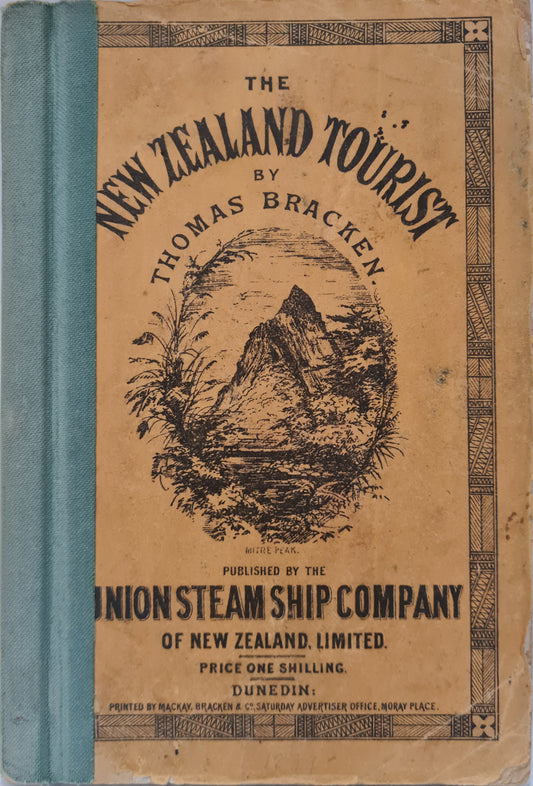 THE
NEW ZEALAND TOURIST
BY
THOMAS BRACKEN.
MITRE PEAK.
PUBLISHED BY THE
UNION STEAM SHIP COMPANY
OF NEW ZEALAND, LIMITED.
PRICE ONE SHILLING.
DUNEDIN:
PRINTED BY MACKAY, BRACKEN & Co., SATURDAY ADVERTISER OFFICE, MORAY PLACE.